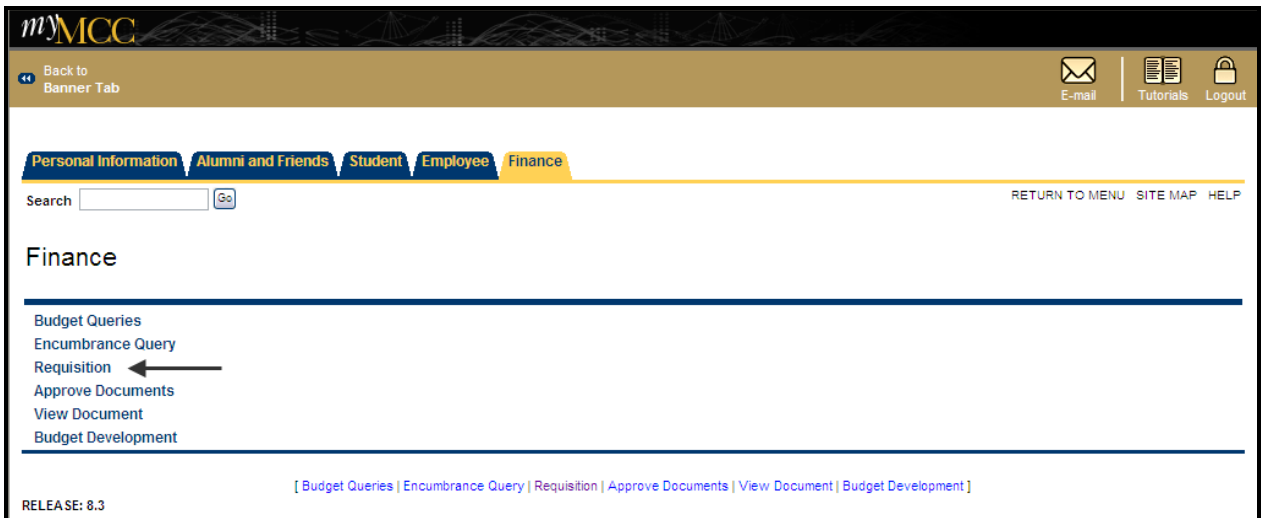 myMCC
Back to
Banner Tab
E-mail
Tutorials
Logout
Personal Information
Alumni and Friends
Student
Employee
Finance
Search
Go
RETURN TO MENU
SITE MAP
HELP
Finance
Budget Queries
Encumbrance Query
Requisition
Approve Documents
View Document
Budget Development
[ Budget Queries | Encumbrance Query | Requisition | Approve Documents | View Document | Budget Development ]
RELEASE: 8.3